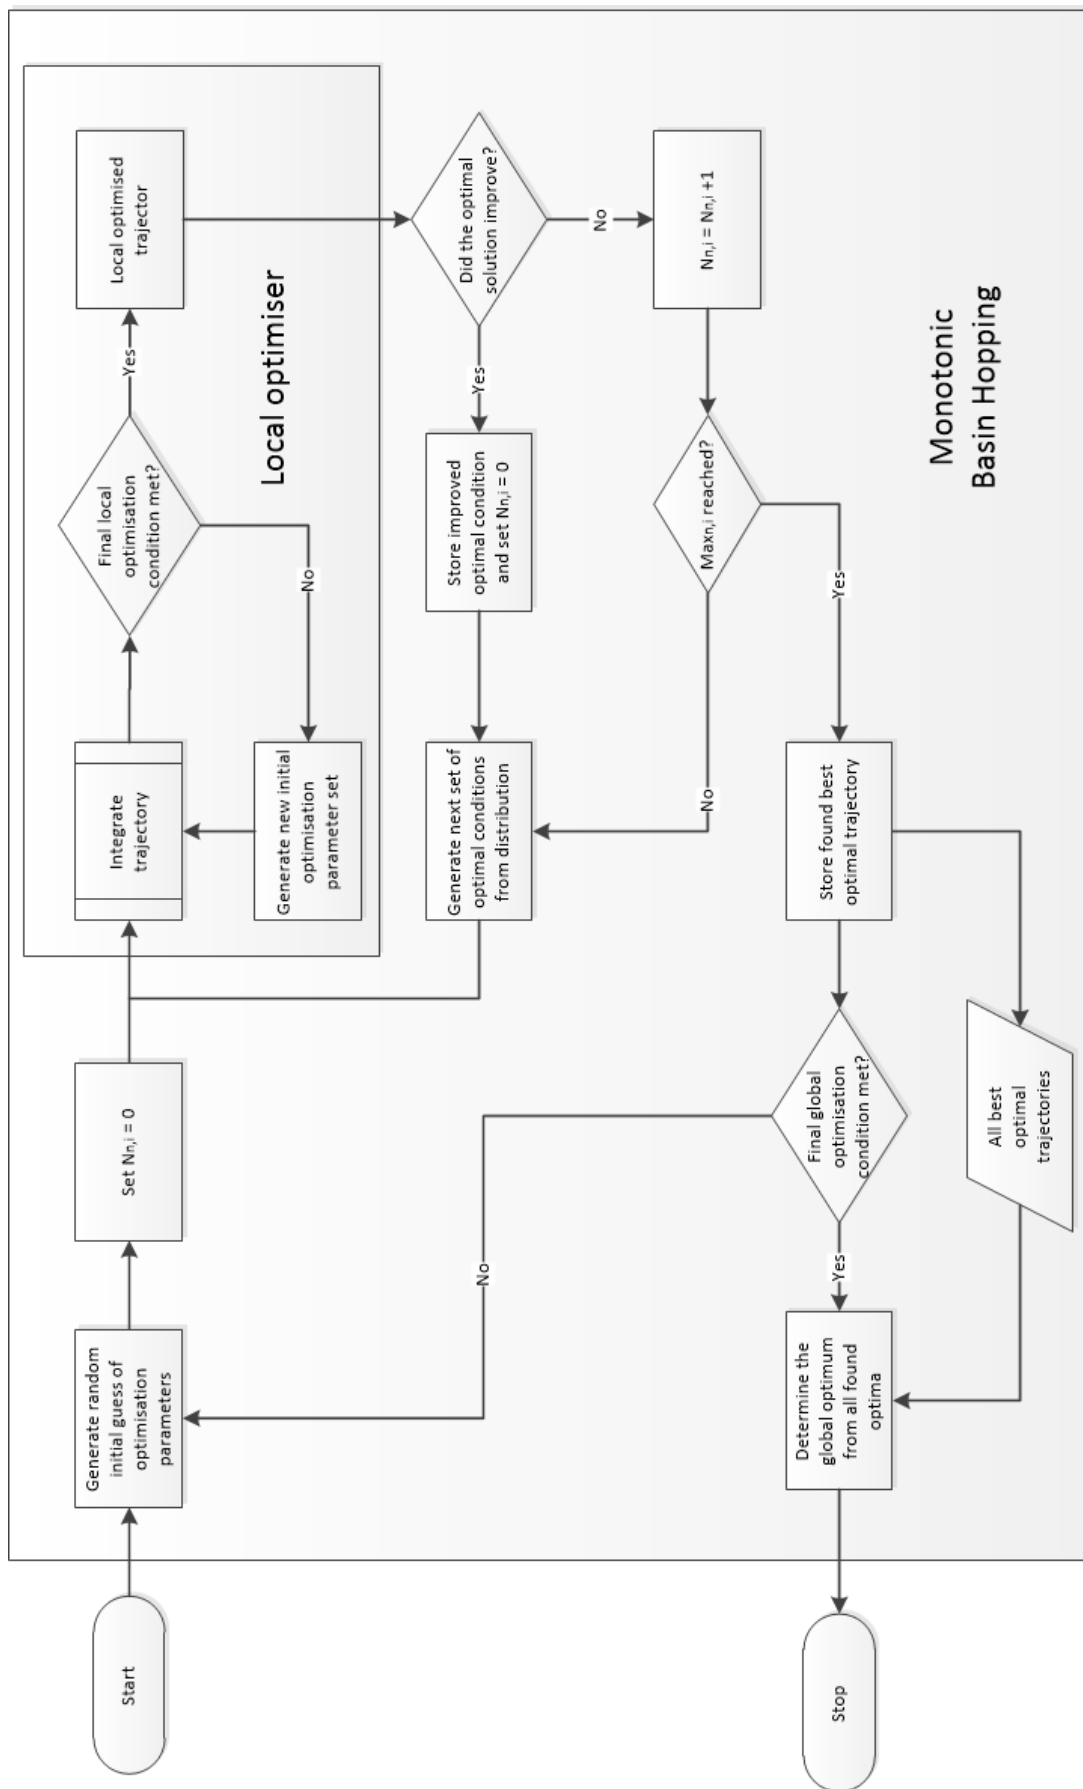 Start
Generate random
initial guess of
optimisation
parameters
Set Nn,i = 0
Integrate
trajectory
Final local
optimisation
condition met?
Yes
Local optimised
trajector
No
Generate new initial
optimisation
parameter set
Local optimiser
Did the optimal
solution improve?
Yes
Store improved
optimal condition
and set Nn,i = 0
Generate next set of
optimal conditions
from distribution
No
Nn,i = Nn,i +1
Maxn,i reached?
No
Yes
Store found best
optimal trajectory
Final global
optimisation
condition met?
No
Yes
All best
optimal
trajectories
Determine the
global optimum
from all found
optima
Stop
Monotonic
Basin Hopping